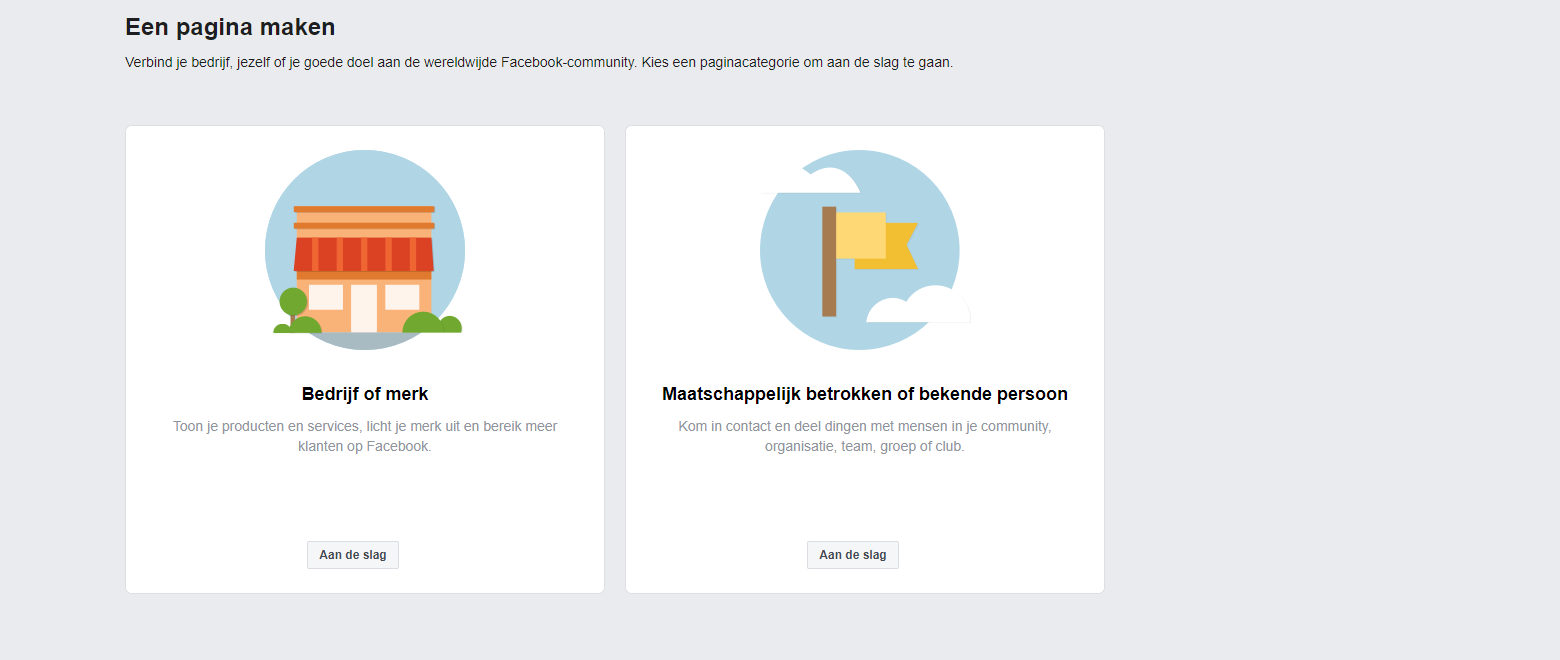 Een pagina maken
Verbind je bedrijf, jezelf of je goede doel aan de wereldwijde Facebook-community. Kies een paginacategorie om aan de slag te gaan.
Bedrijf of merk
Toon je producten en services, licht je merk uit en bereik meer
klanten op Facebook.
Aan de slag
Maatschappelijk betrokken of bekende persoon
Kom in contact en deel dingen met mensen in je community,
organisatie, team, groep of club.
Aan de slag